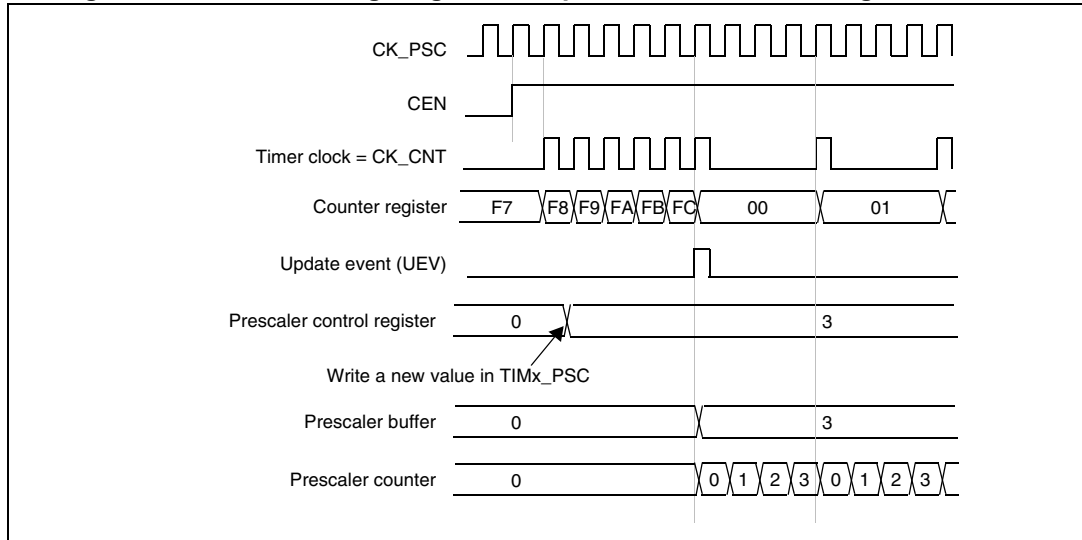 CK_PSC
CEN
Timer clock = CK_CNT
Counter register F7 F8 F9 FA FB FC 00 01
Update event (UEV)
Prescaler control register 0 3
Write a new value in TIMx_PSC
Prescaler buffer 0 3
Prescaler counter 0 0 1 2 3 0 1 2 3